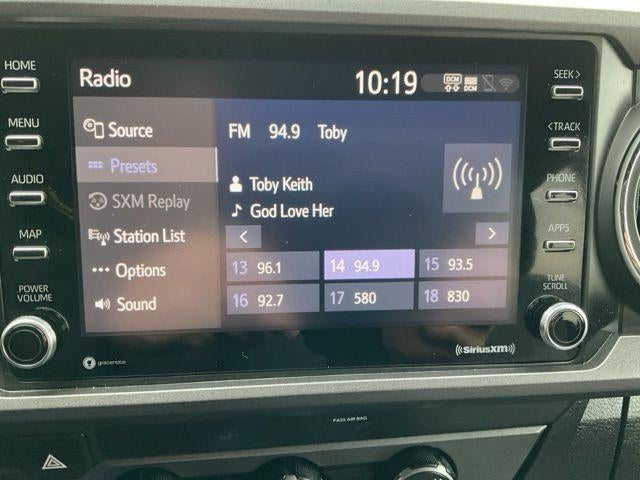 HOME
MENU
AUDIO
MAP
POWER
VOLUME
Radio
10:19
DCM
DCM
Source
Presets
SXM Replay
Station List
Options
Sound
FM 94.9 Toby
Toby Keith
God Love Her
13 96.1
14 94.9
15 93.5
16 92.7
17 580
18 830
SEEK >
< TRACK
PHONE
APPS
TUNE
SCROLL
gracenote
((SiriusXM))
PASS AIR BAG